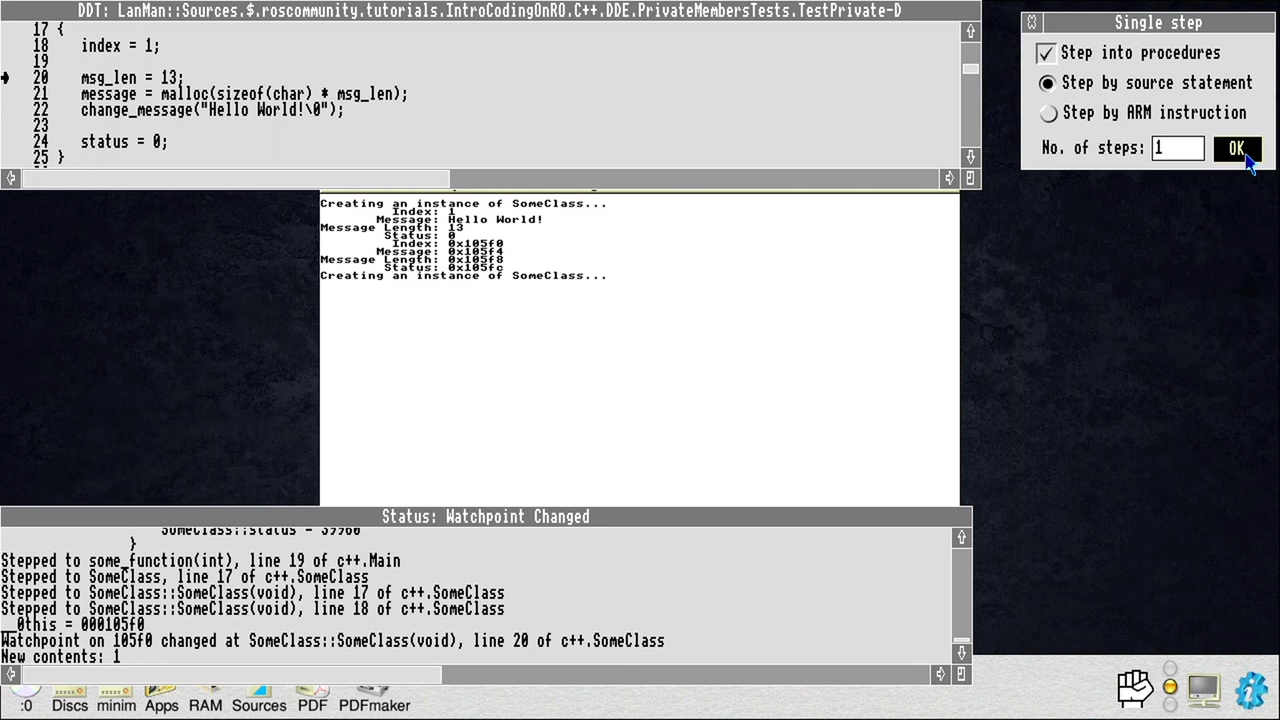 DDT: LanMan::Sources.$.roscommunity.tutorials.IntroCodingOnRO.C++.DDE.PrivateMembersTests.TestPrivate-D
17 {
18 index = 1;
19
20 msg_len = 13;
21 message = malloc(sizeof(char) * msg_len);
22 change_message("Hello World!\0");
23
24 status = 0;
25 }
Single step
Step into procedures
Step by source statement
Step by ARM instruction
No. of steps: 1 OK
Creating an instance of SomeClass...
Index: 1
Message: Hello World!
Message Length: 13
Status: 0
Index: 0x105f0
Message: 0x105f4
Message Length: 0x105f8
Status: 0x105fc
Creating an instance of SomeClass...
Status: Watchpoint Changed
SomeClass::status = 39960
}
Stepped to some_function(int), line 19 of c++.Main
Stepped to SomeClass, line 17 of c++.SomeClass
Stepped to SomeClass::SomeClass(void), line 17 of c++.SomeClass
Stepped to SomeClass::SomeClass(void), line 18 of c++.SomeClass
__0this = 000105f0
Watchpoint on 105f0 changed at SomeClass::SomeClass(void), line 20 of c++.SomeClass
New contents: 1
:0 Discs minim Apps RAM Sources PDF PDFmaker